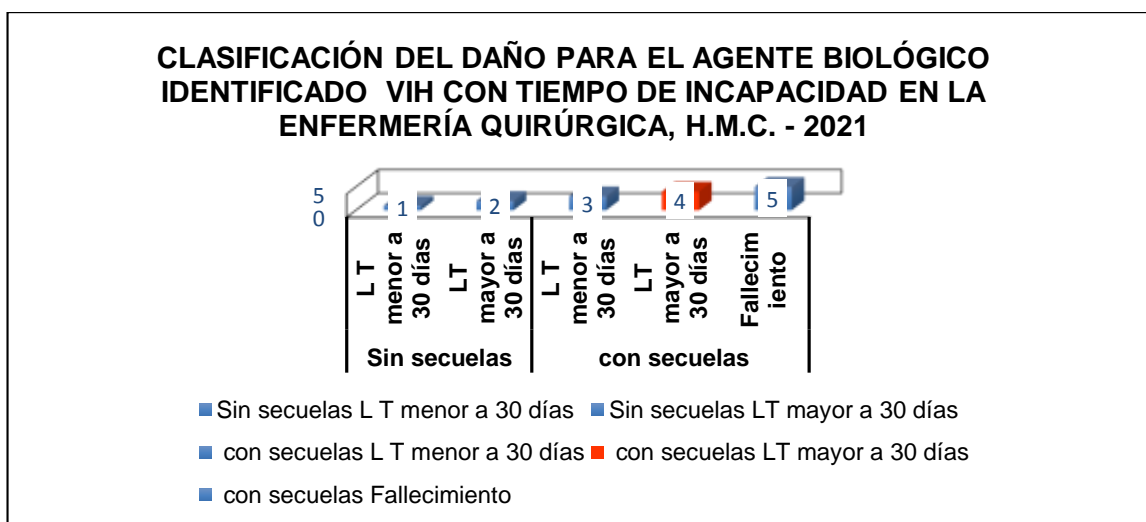 CLASIFICACIÓN DEL DAÑO PARA EL AGENTE BIOLÓGICO
IDENTIFICADO VIH CON TIEMPO DE INCAPACIDAD EN LA
ENFERMERÍA QUIRÚRGICA, H.M.C. - 2021
5
0
1
2
3
4
5
L T
menor a
30 días
LT
mayor a
30 días
L T
menor a
30 días
LT
mayor a
30 días
Fallecim
iento
Sin secuelas
con secuelas
Sin secuelas L T menor a 30 días
Sin secuelas LT mayor a 30 días
con secuelas L T menor a 30 días
con secuelas LT mayor a 30 días
con secuelas Fallecimiento